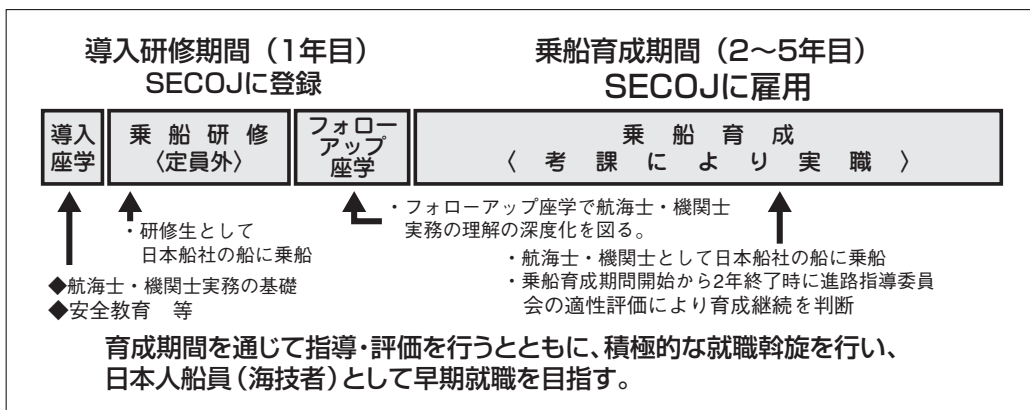 導入研修期間（1年目）
SECOJに登録
乗船育成期間（2〜5年目）
SECOJに雇用
導入
座学
乗船研修
〈定員外〉
フォロー
アップ
座学
乗船育成
〈考課により実職〉
・研修生として
日本船社の船に乗船
◆航海士・機関士実務の基礎
◆安全教育　等
・フォローアップ座学で航海士・機関士
実務の理解の深度化を図る。
・航海士・機関士として日本船社の船に乗船
・乗船育成期間開始から2年終了時に進路指導委員
会の適性評価により育成継続を判断
育成期間を通じて指導・評価を行うとともに、積極的な就職斡旋を行い、
日本人船員（海技者）として早期就職を目指す。